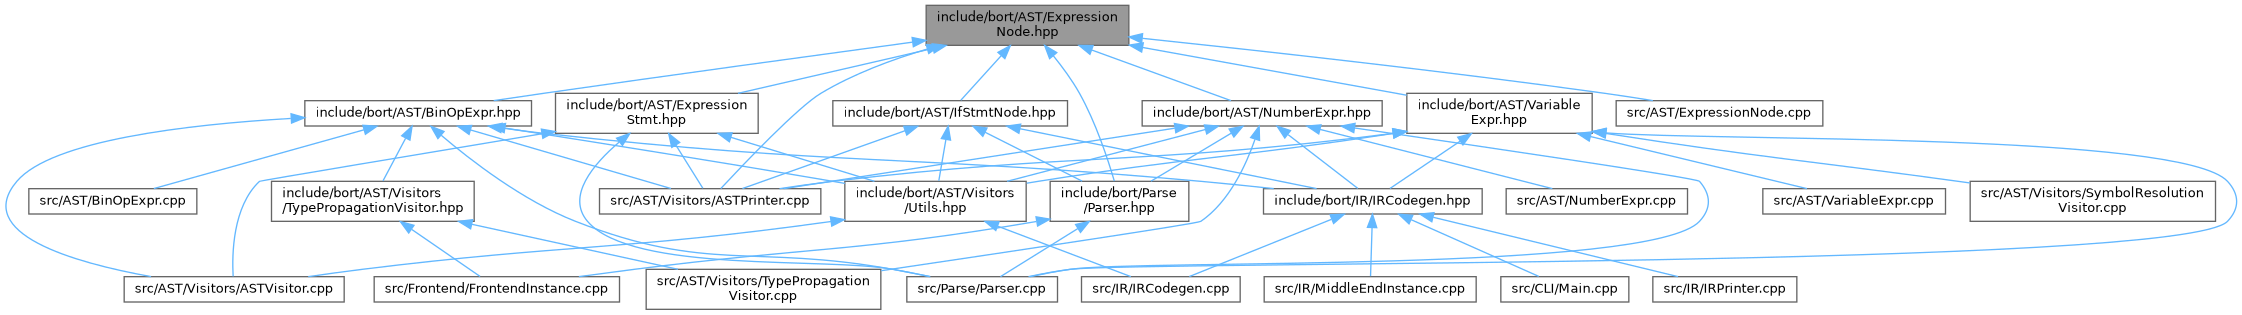 include/bort/AST/Expression
Node.hpp
include/bort/AST/BinOpExpr.hpp
include/bort/AST/Expression
Stmt.hpp
include/bort/AST/IfStmtNode.hpp
include/bort/AST/NumberExpr.hpp
include/bort/AST/Variable
Expr.hpp
src/AST/ExpressionNode.cpp
src/AST/BinOpExpr.cpp
include/bort/AST/Visitors
/TypePropagationVisitor.hpp
src/AST/Visitors/ASTPrinter.cpp
include/bort/AST/Visitors
/Utils.hpp
include/bort/Parse
/Parser.hpp
include/bort/IR/IRCodegen.hpp
src/AST/NumberExpr.cpp
src/AST/VariableExpr.cpp
src/AST/Visitors/SymbolResolution
Visitor.cpp
src/AST/Visitors/ASTVisitor.cpp
src/Frontend/FrontendInstance.cpp
src/AST/Visitors/TypePropagation
Visitor.cpp
src/Parse/Parser.cpp
src/IR/IRCodegen.cpp
src/IR/MiddleEndInstance.cpp
src/CLI/Main.cpp
src/IR/IRPrinter.cpp